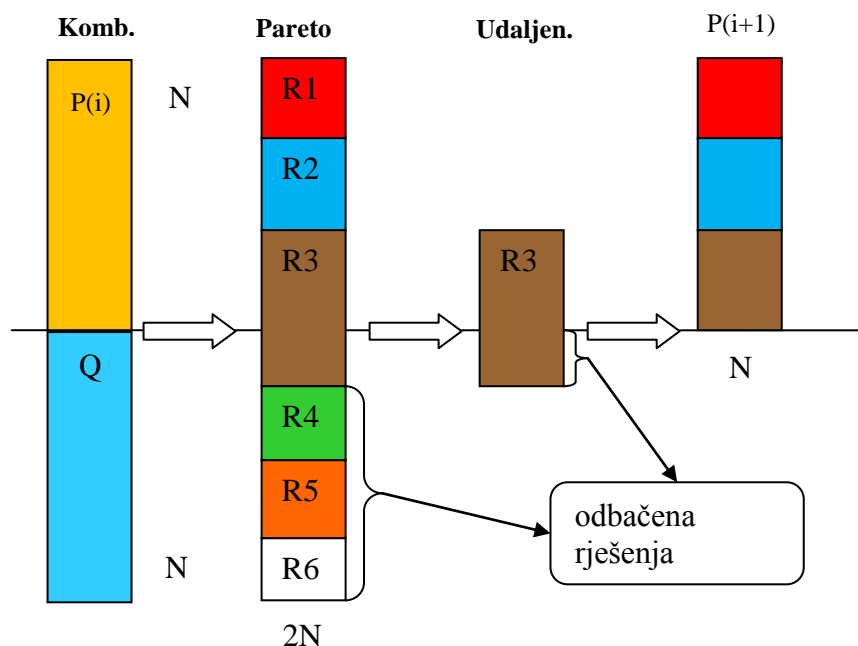 Komb.
Pareto
Udaljen.
P(i+1)
P(i)
N
R1
R2
R3
R3
Q
N
R4
R5
odbačena
rješenja
N
R6
2N